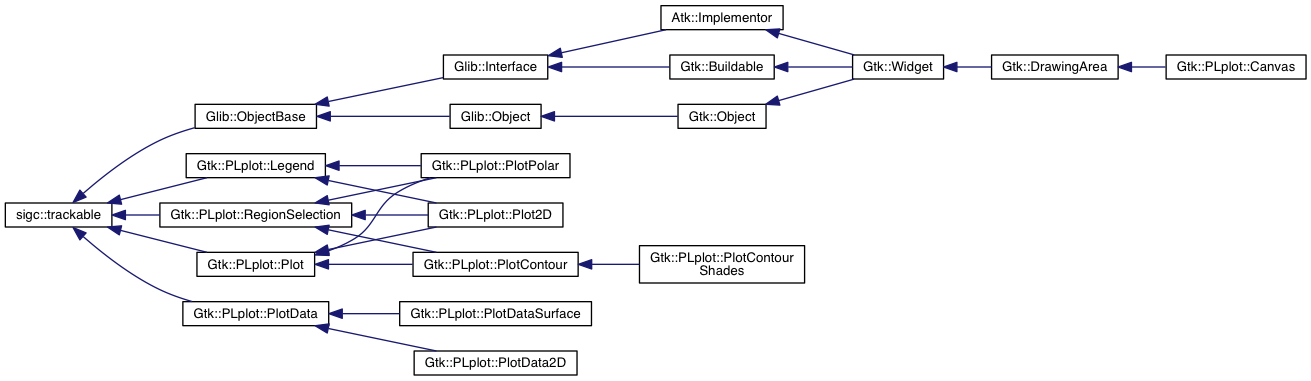 Atk::Implementor
Glib::Interface
Gtk::Buildable
Gtk::Widget
Gtk::DrawingArea
Gtk::PLplot::Canvas
Glib::ObjectBase
Glib::Object
Gtk::Object
Gtk::PLplot::Legend
Gtk::PLplot::PlotPolar
sigc::trackable
Gtk::PLplot::RegionSelection
Gtk::PLplot::Plot2D
Gtk::PLplot::Plot
Gtk::PLplot::PlotContour
Gtk::PLplot::PlotContour
Shades
Gtk::PLplot::PlotData
Gtk::PLplot::PlotDataSurface
Gtk::PLplot::PlotData2D